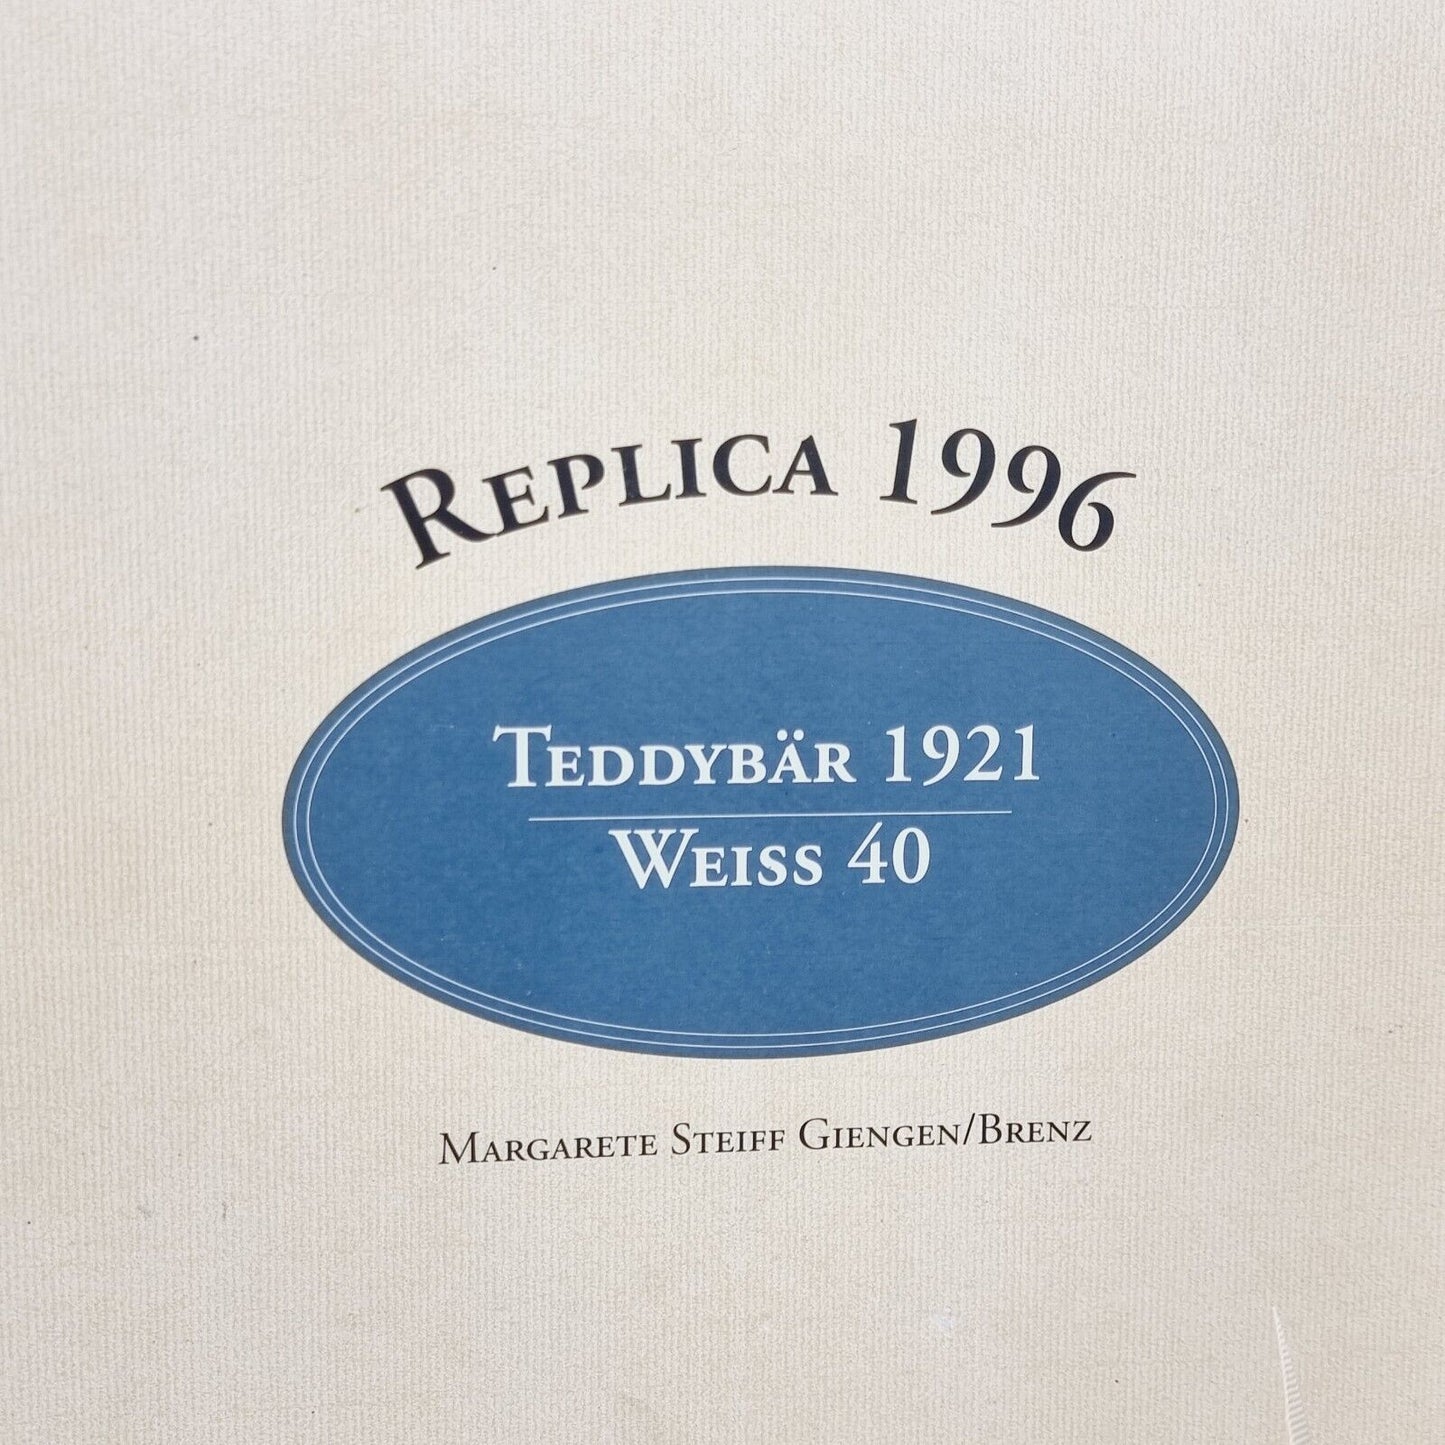 REPLICA 1996
TEDDYBÄR 1921
WEISS 40
MARGARETE STEIFF GIENGEN/BRENZ